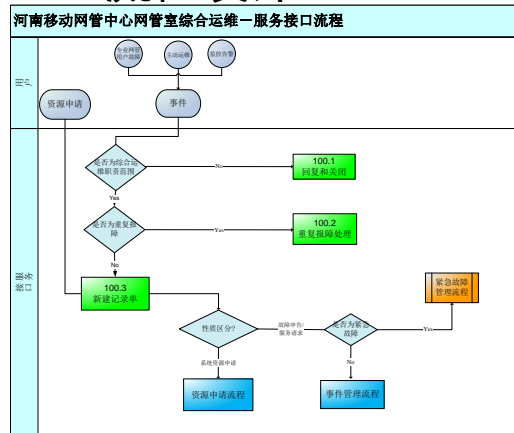 河南移动网管中心网管室综合运维－服务接口流程
用户
专业网管
用户故障
主动运维
监控告警
资源申请
事件
接口
服务
是否为综合运
维职责范围
No
100.1
回复和关闭
Yes
是否为重复报
障
Yes
100.2
重复报障处理
No
100.3
新建记录单
紧急故障
管理流程
性质区分?
故障申告/
服务请求
是否为紧急
故障
Yes
系统资源申请
No
资源申请流程
事件管理流程